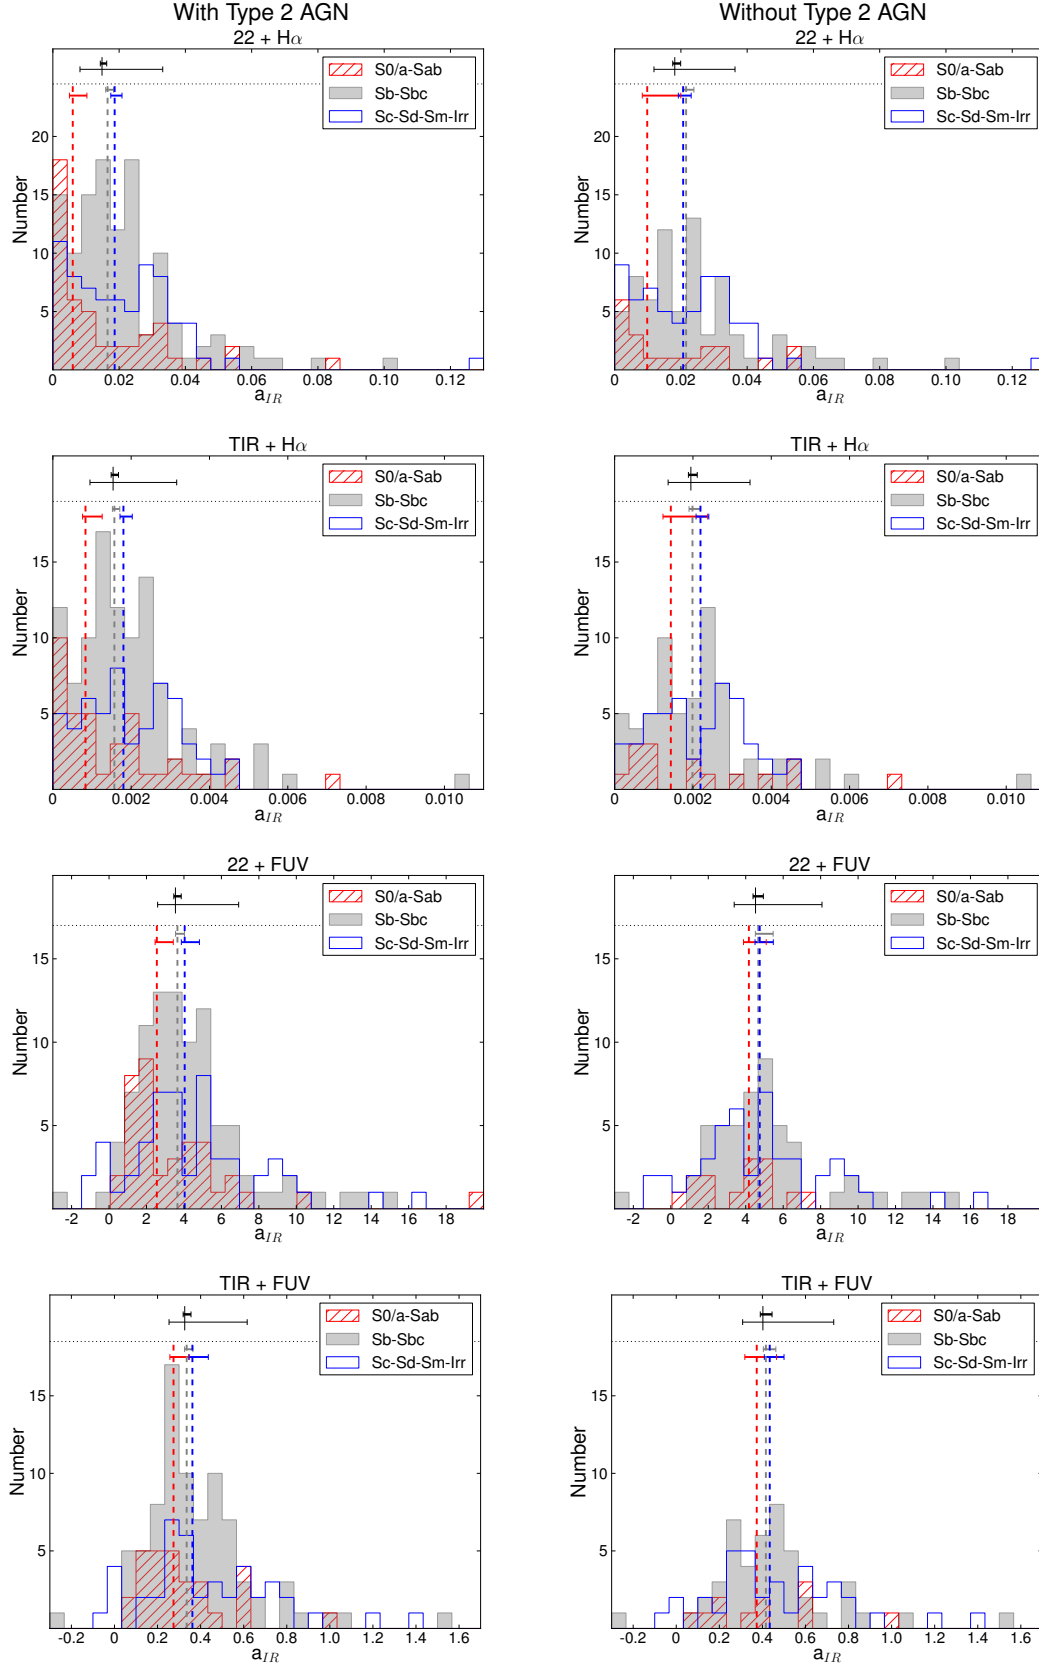 With Type 2 AGN
Without Type 2 AGN
22 + Hα
S0/a-Sab
Sb-Sbc
Sc-Sd-Sm-Irr
Number
20
15
10
5
0 0.02 0.04 0.06 0.08 0.10 0.12
a_IR
22 + Hα
S0/a-Sab
Sb-Sbc
Sc-Sd-Sm-Irr
Number
20
15
10
5
0 0.02 0.04 0.06 0.08 0.10 0.12
a_IR
TIR + Hα
S0/a-Sab
Sb-Sbc
Sc-Sd-Sm-Irr
Number
15
10
5
0 0.002 0.004 0.006 0.008 0.010
a_IR
TIR + Hα
S0/a-Sab
Sb-Sbc
Sc-Sd-Sm-Irr
Number
15
10
5
0 0.002 0.004 0.006 0.008 0.010
a_IR
22 + FUV
S0/a-Sab
Sb-Sbc
Sc-Sd-Sm-Irr
Number
15
10
5
-2 0 2 4 6 8 10 12 14 16 18
a_IR
22 + FUV
S0/a-Sab
Sb-Sbc
Sc-Sd-Sm-Irr
Number
15
10
5
-2 0 2 4 6 8 10 12 14 16 18
a_IR
TIR + FUV
S0/a-Sab
Sb-Sbc
Sc-Sd-Sm-Irr
Number
15
10
5
-0.2 0 0.2 0.4 0.6 0.8 1.0 1.2 1.4 1.6
a_IR
TIR + FUV
S0/a-Sab
Sb-Sbc
Sc-Sd-Sm-Irr
Number
15
10
5
-0.2 0 0.2 0.4 0.6 0.8 1.0 1.2 1.4 1.6
a_IR